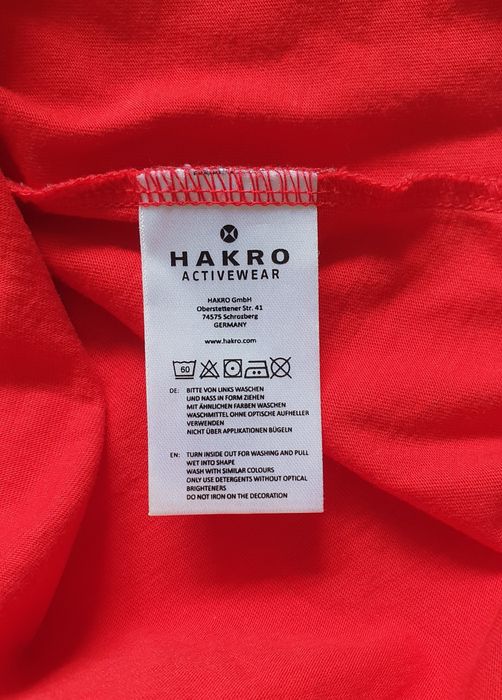 HAKRO
ACTIVEWEAR
HAKRO GmbH
Oberstettener Str. 41
74575 Schrozberg
GERMANY
www.hakro.com
60
DE: BITTE VON LINKS WASCHEN
UND NASS IN FORM ZIEHEN
MIT ÄHNLICHEN FARBEN WASCHEN
WASCHMITTEL OHNE OPTISCHE AUFHELLER
VERWENDEN
NICHT ÜBER APPLIKATIONEN BÜGELN
EN: TURN INSIDE OUT FOR WASHING AND PULL
WET INTO SHAPE
WASH WITH SIMILAR COLOURS
ONLY USE DETERGENTS WITHOUT OPTICAL
BRIGHTENERS
DO NOT IRON ON THE DECORATION